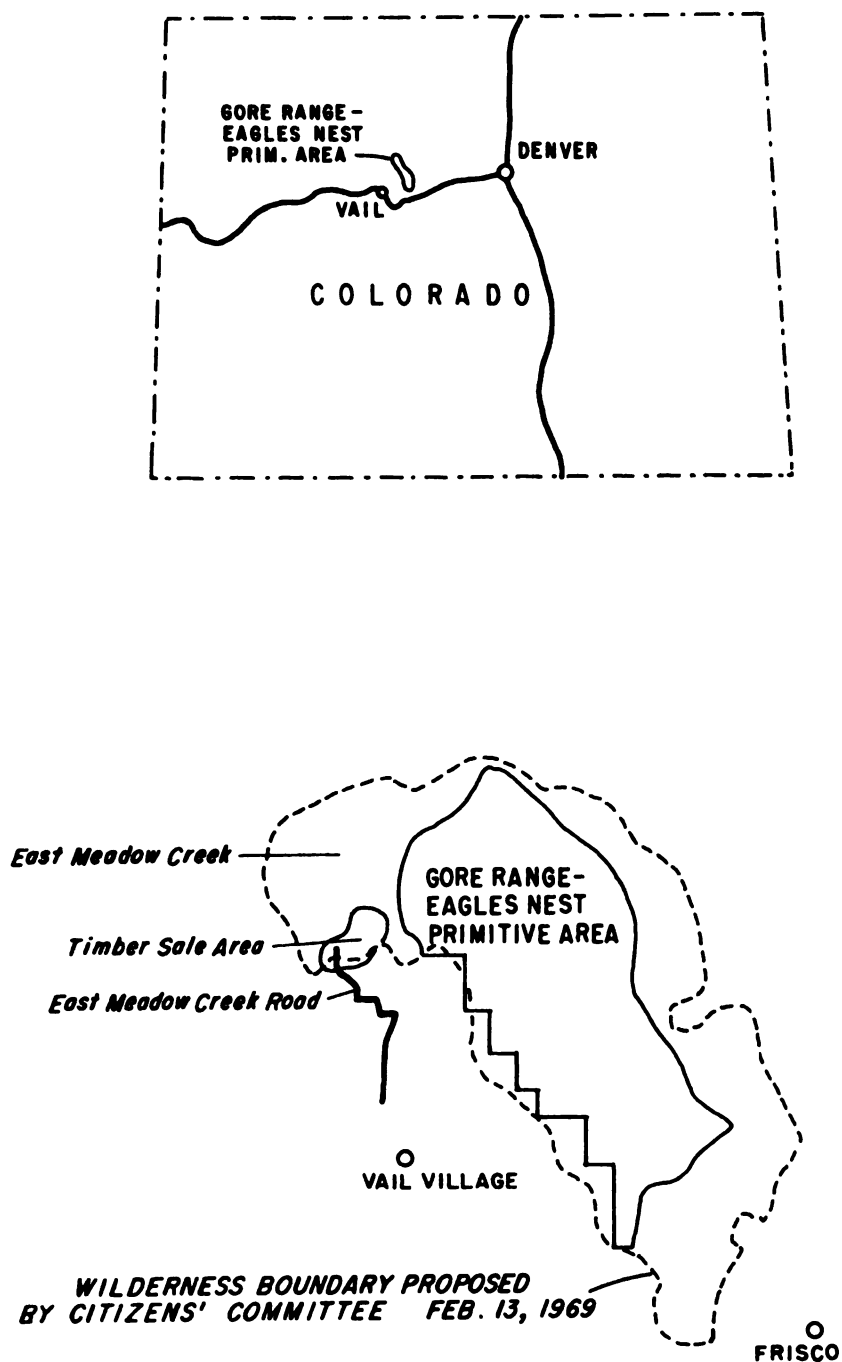 GORE RANGE-
EAGLES NEST
PRIM. AREA
DENVER
VAIL
COLORADO
East Meadow Creek
GORE RANGE-
EAGLES NEST
PRIMITIVE AREA
Timber Sale Area
East Meadow Creek Road
VAIL VILLAGE
WILDERNESS BOUNDARY PROPOSED
BY CITIZENS' COMMITTEE FEB. 13, 1969
FRISCO